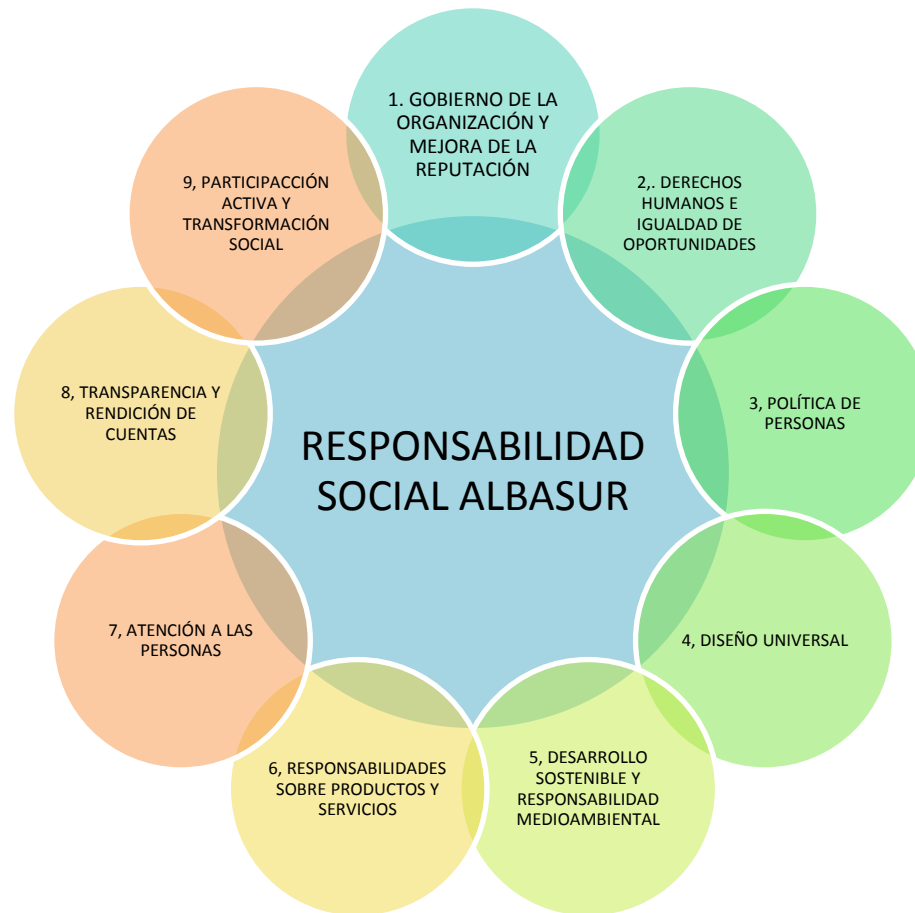 1. GOBIERNO DE LA
ORGANIZACIÓN Y
MEJORA DE LA
REPUTACIÓN
2,. DERECHOS
HUMANOS E
IGUALDAD DE
OPORTUNIDADES
3, POLÍTICA DE
PERSONAS
4, DISEÑO UNIVERSAL
5, DESARROLLO
SOSTENIBLE Y
RESPONSABILIDAD
MEDIOAMBIENTAL
6, RESPONSABILIDADES
SOBRE PRODUCTOS Y
SERVICIOS
7, ATENCIÓN A LAS
PERSONAS
8, TRANSPARENCIA Y
RENDICIÓN DE
CUENTAS
9, PARTICIPACCIÓN
ACTIVA Y
TRANSFORMACIÓN
SOCIAL
RESPONSABILIDAD
SOCIAL ALBASUR